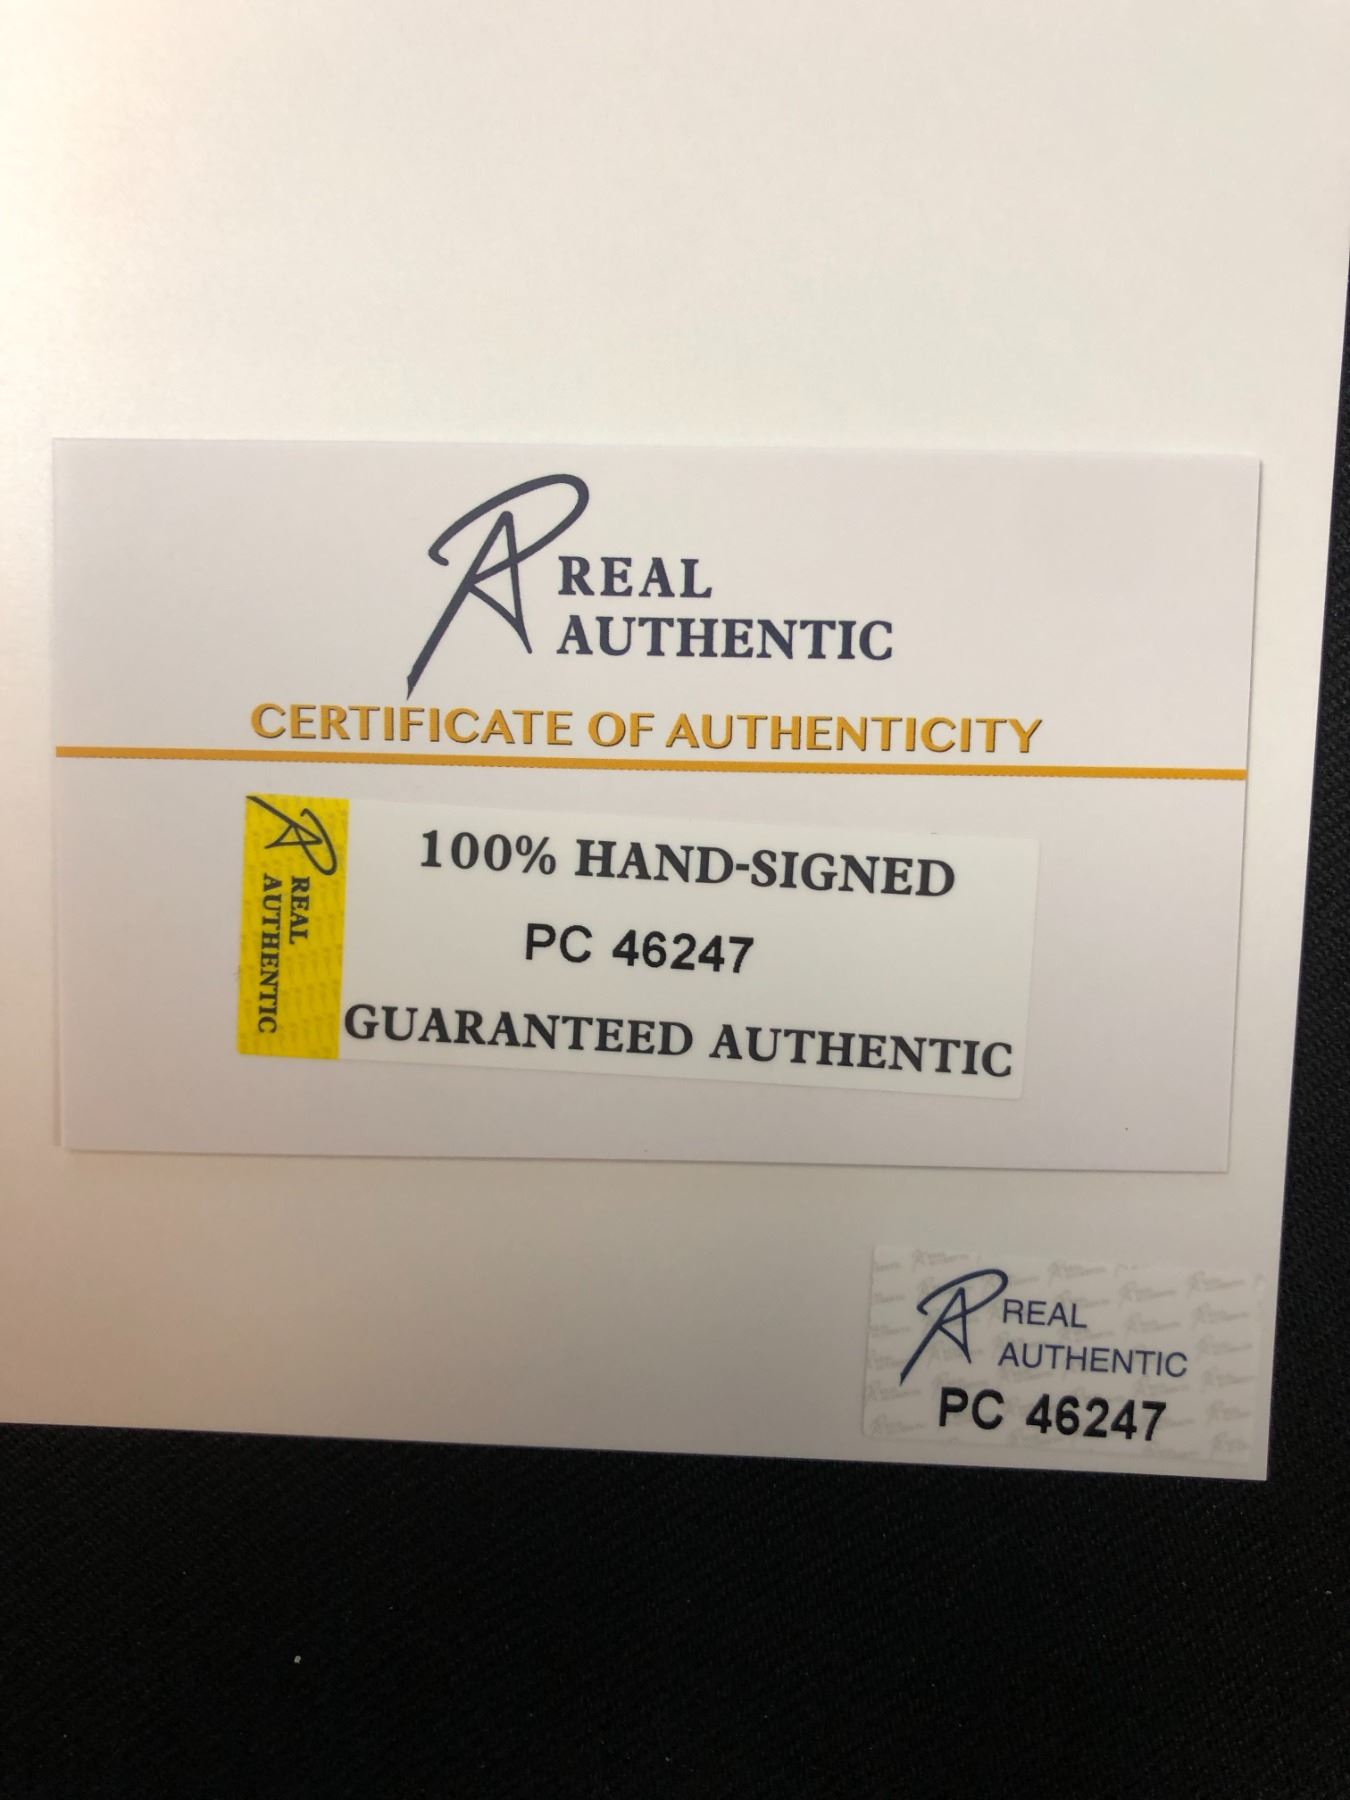 REAL
AUTHENTIC
CERTIFICATE OF AUTHENTICITY
REAL
AUTHENTIC
100% HAND-SIGNED
PC 46247
GUARANTEED AUTHENTIC
REAL
AUTHENTIC
PC 46247